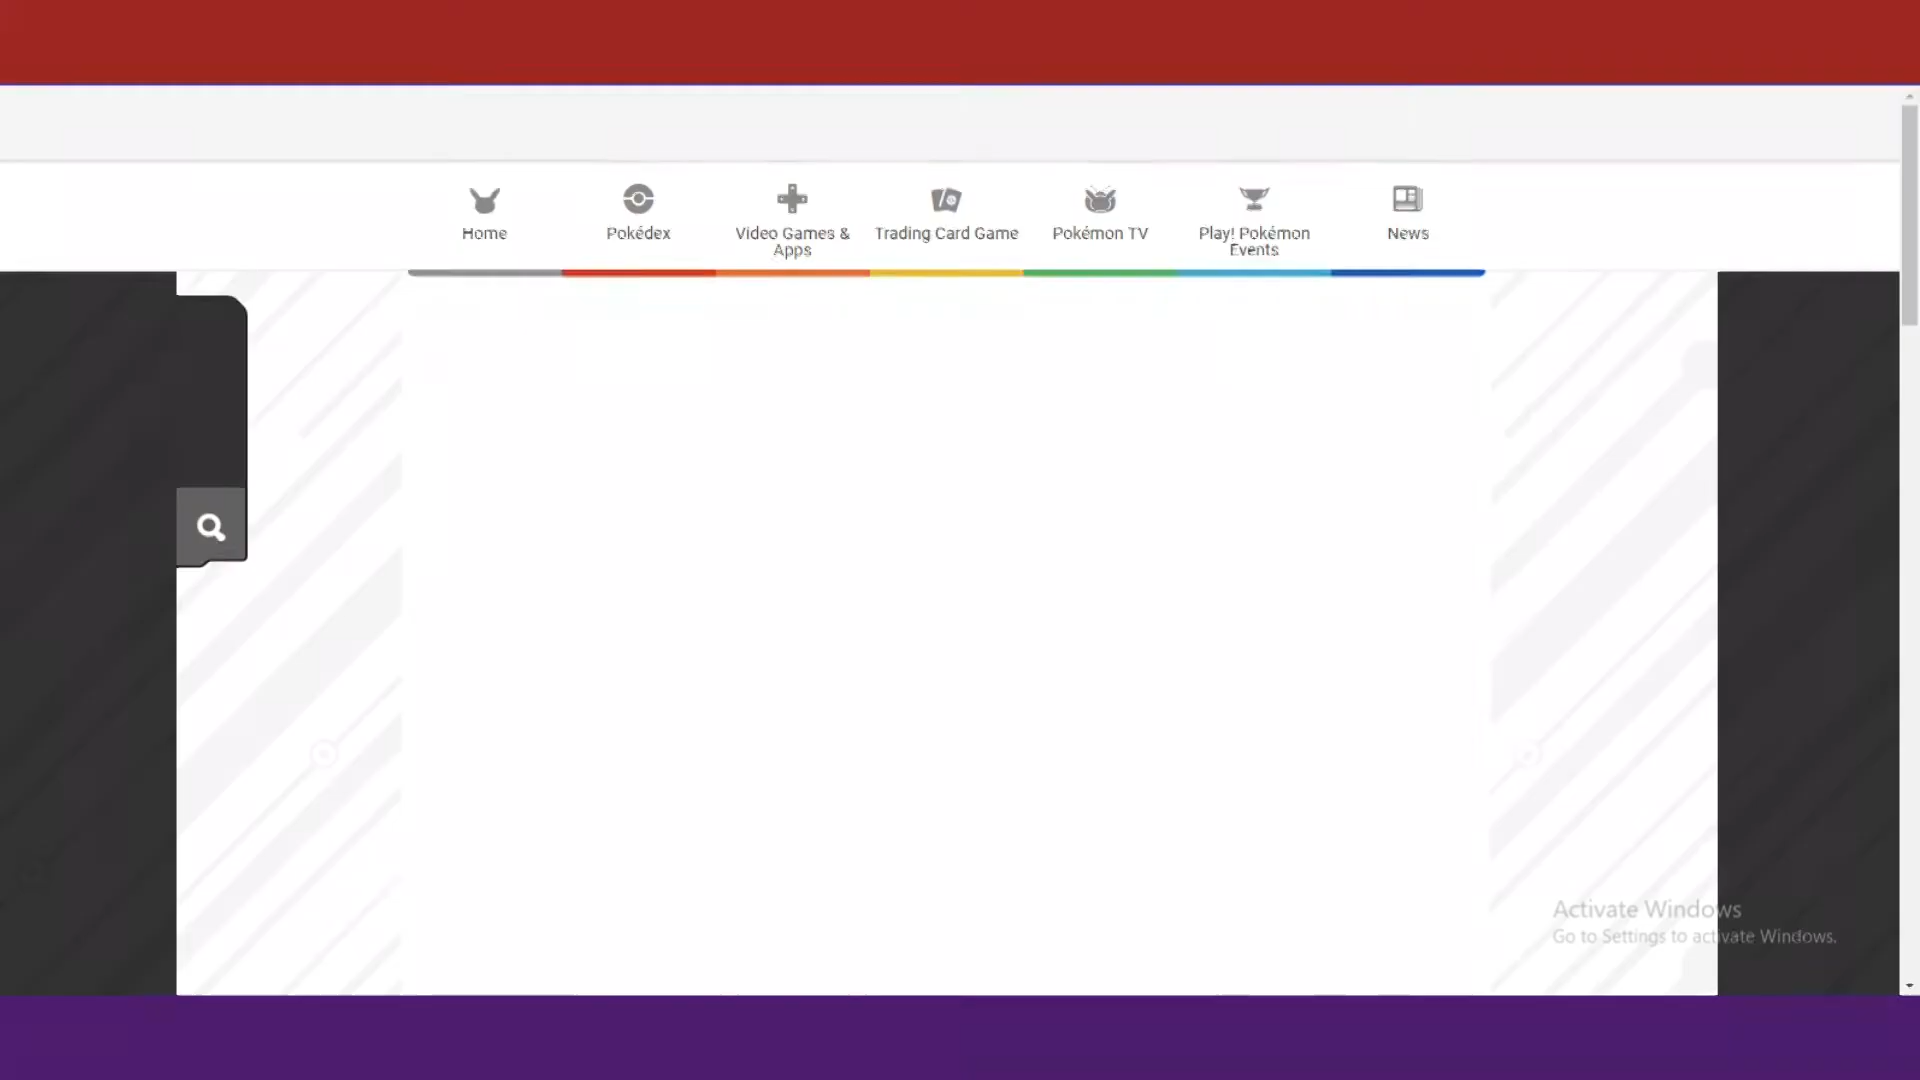 Home
Pokédex
Video Games &
Apps
Trading Card Game
Pokémon TV
Play! Pokémon
Events
News
Activate Windows
Go to Settings to activate Windows.